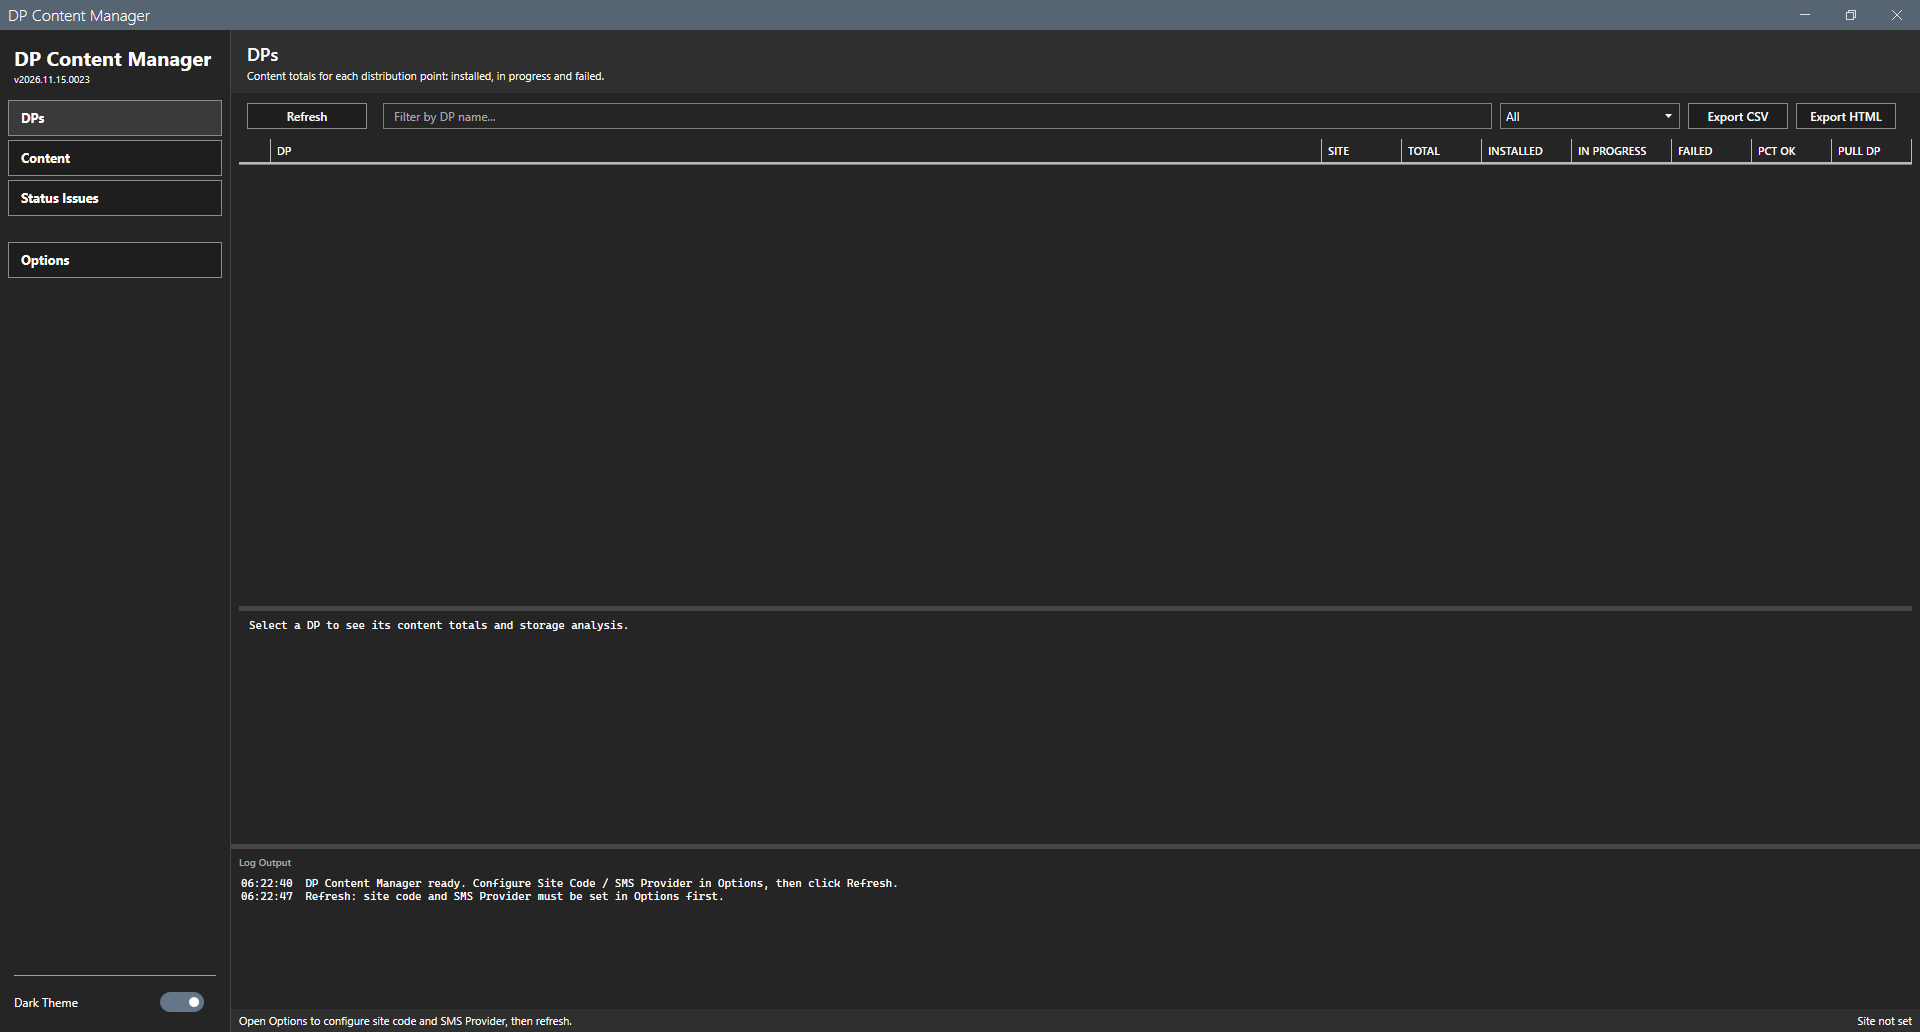 DP Content Manager
DP Content Manager
v2026.11.15.0023
DPs
Content
Status Issues
Options
Dark Theme
DPs
Content totals for each distribution point: installed, in progress and failed.
Refresh
Filter by DP name...
All
Export CSV
Export HTML
DP
SITE
TOTAL
INSTALLED
IN PROGRESS
FAILED
PCT OK
PULL DP
Select a DP to see its content totals and storage analysis.
Log Output
06:22:40 DP Content Manager ready. Configure Site Code / SMS Provider in Options, then click Refresh.
06:22:47 Refresh: site code and SMS Provider must be set in Options first.
Open Options to configure site code and SMS Provider, then refresh.
Site not set